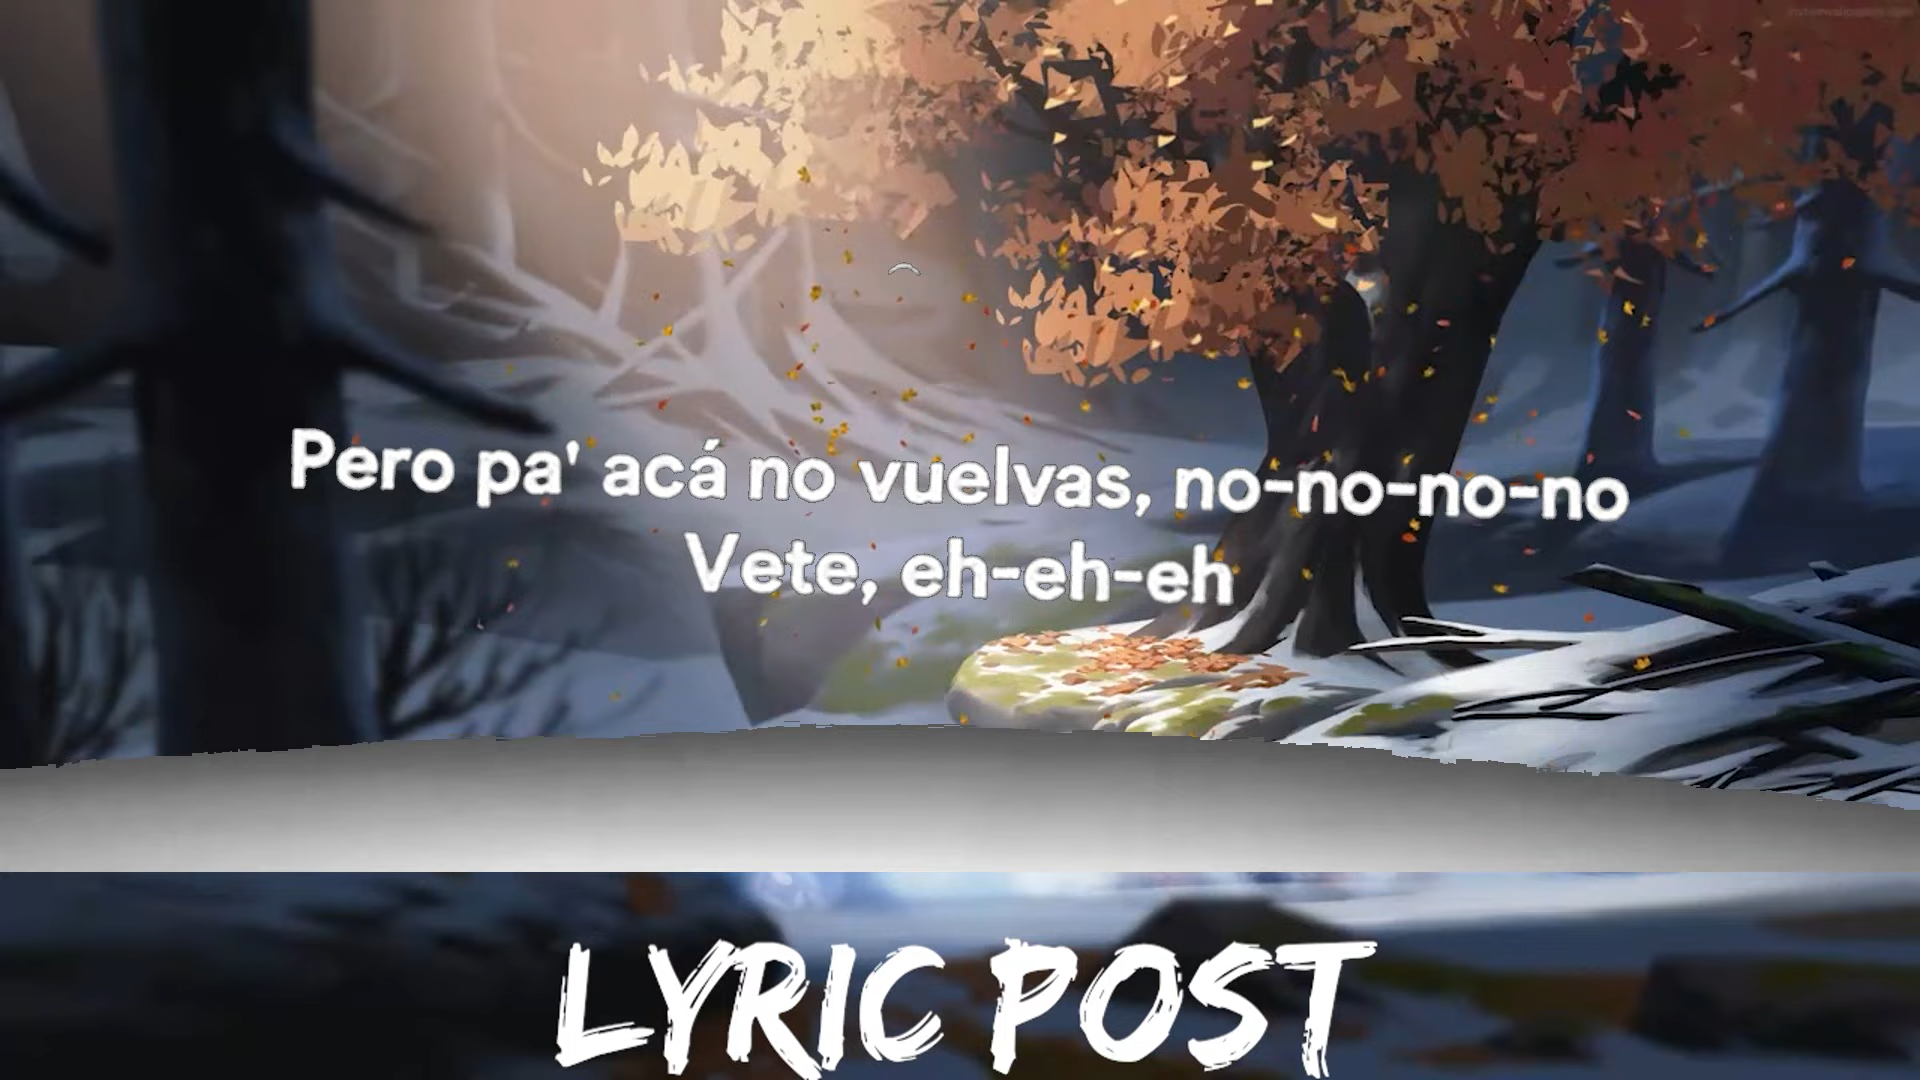 Pero pa' acá no vuelvas, no-no-no-no
Vete, eh-eh-eh
LYRIC POST